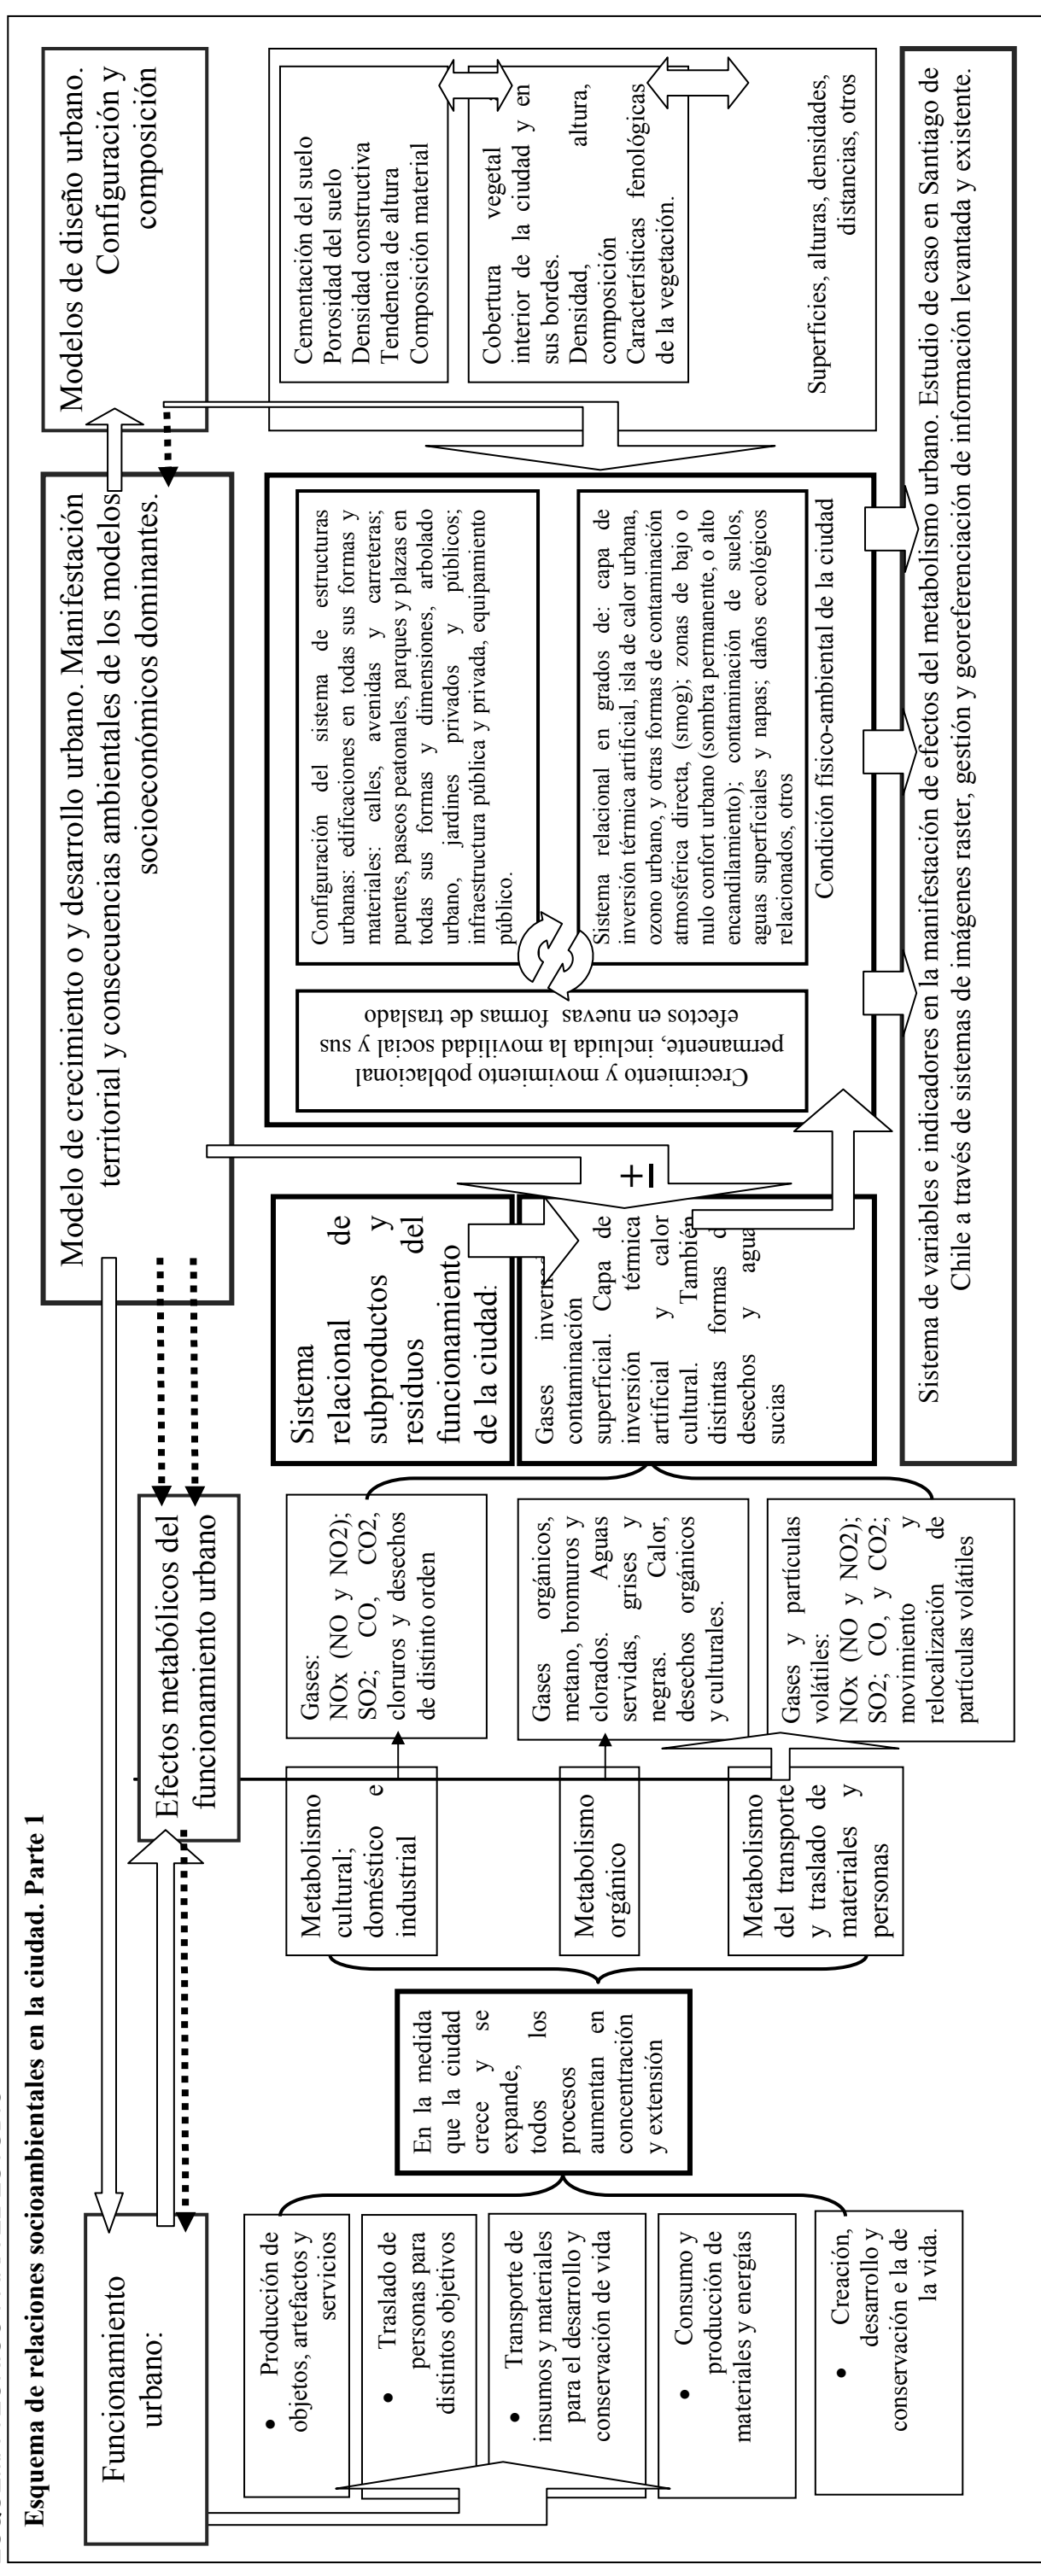 Esquema de relaciones socioambientales en la ciudad. Parte 1
Funcionamiento
urbano:
Efectos metabólicos del
funcionamiento urbano
Modelo de crecimiento o y desarrollo urbano. Manifestación
territorial y consecuencias ambientales de los modelos
socioeconómicos dominantes.
Modelos de diseño urbano.
Configuración y
composición
• Producción de
objetos, artefactos y
servicios
• Traslado de
personas para
distintos objetivos
• Transporte de
insumos y materiales
para el desarrollo y
conservación de vida
• Consumo y
producción de
materiales y energías
• Creación,
desarrollo y
conservación e la de
la vida.
En la medida
que la ciudad
crece y se
expande,
todos los
procesos
aumentan en
concentración
y extensión
Metabolismo
cultural;
doméstico e
industrial
Metabolismo
orgánico
Metabolismo
del transporte
y traslado de
materiales y
personas
Gases:
NOx (NO y NO2);
SO2; CO, CO2,
cloruros y desechos
de distinto orden
Gases orgánicos,
metano, bromuros y
clorados. Aguas
servidas, grises y
negras. Calor,
desechos orgánicos
y culturales.
Gases y partículas
volátiles:
NOx (NO y NO2);
SO2; CO, y CO2;
movimiento y
relocalización de
partículas volátiles
Sistema
relacional de
subproductos y
residuos del
funcionamiento
de la ciudad:
Gases
contaminación
superficial. Capa de
inversión térmica
artificial y calor
cultural. También
distintas formas d
desechos y agua
sucias
+-
Crecimiento y movimiento poblacional
permanente, incluida la movilidad social y sus
efectos en nuevas formas de traslado
Configuración del sistema de estructuras
urbanas: edificaciones en todas sus formas y
materiales: calles, avenidas y carreteras;
puentes, paseos peatonales, parques y plazas en
todas sus formas y dimensiones, arbolado
urbano, jardines privados y públicos;
infraestructura pública y privada, equipamiento
público.
Sistema relacional en grados de: capa de
inversión térmica artificial, isla de calor urbana,
ozono urbano, y otras formas de contaminación
atmosférica directa, (smog); zonas de bajo o
nulo confort urbano (sombra permanente, o alto
encandilamiento); contaminación de suelos,
aguas superficiales y napas; daños ecológicos
relacionados, otros
Condición físico-ambiental de la ciudad
Cementación del suelo
Porosidad del suelo
Densidad constructiva
Tendencia de altura
Composición material
Cobertura vegetal
interior de la ciudad y en
sus bordes.
Densidad, altura,
composición
Características fenológicas
de la vegetación.
Superficies, alturas, densidades,
distancias, otros
Sistema de variables e indicadores en la manifestación de efectos del metabolismo urbano. Estudio de caso en Santiago de
Chile a través de sistemas de imágenes raster, gestión y georeferenciación de información levantada y existente.